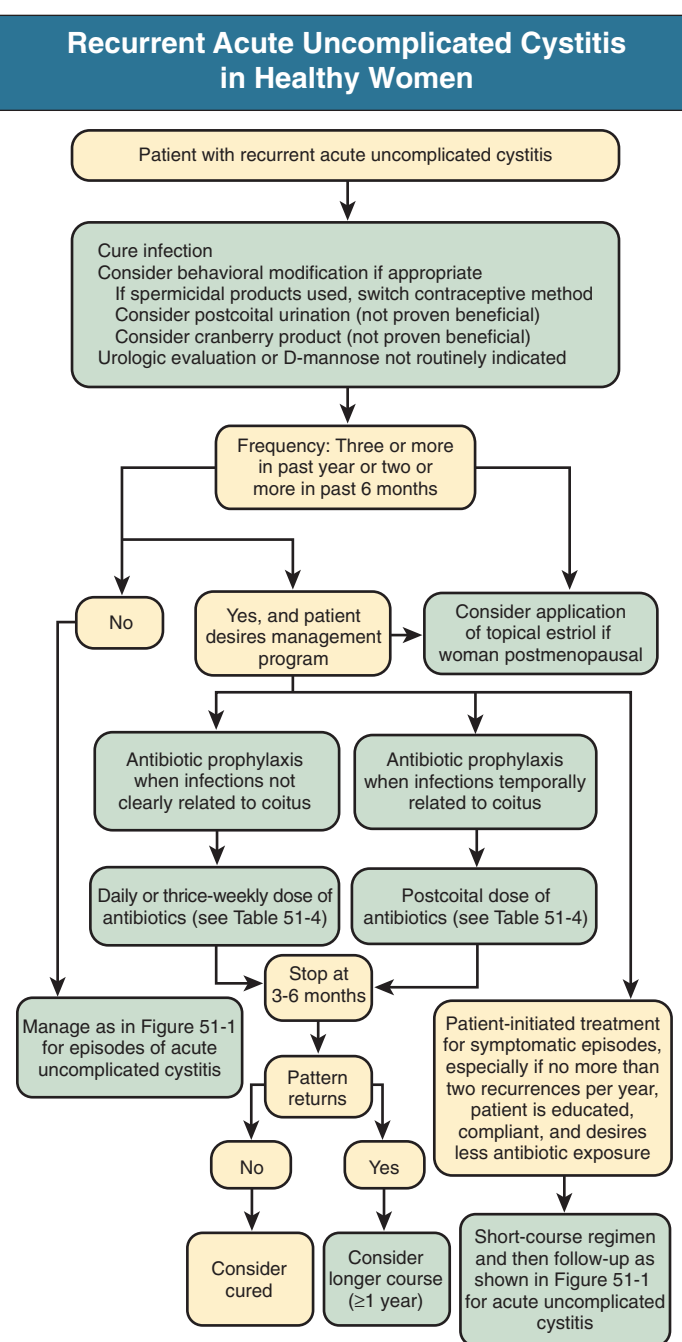 Recurrent Acute Uncomplicated Cystitis
in Healthy Women
Patient with recurrent acute uncomplicated cystitis
Cure infection
Consider behavioral modification if appropriate
If spermicidal products used, switch contraceptive method
Consider postcoital urination (not proven beneficial)
Consider cranberry product (not proven beneficial)
Urologic evaluation or D-mannose not routinely indicated
Frequency: Three or more
in past year or two or
more in past 6 months
No
Yes, and patient
desires management
program
Consider application
of topical estriol if
woman postmenopausal
Antibiotic prophylaxis
when infections not
clearly related to coitus
Antibiotic prophylaxis
when infections temporally
related to coitus
Daily or thrice-weekly dose of
antibiotics (see Table 51-4)
Postcoital dose of
antibiotics (see Table 51-4)
Stop at
3-6 months
Manage as in Figure 51-1
for episodes of acute
uncomplicated cystitis
Pattern
returns
Patient-initiated treatment
for symptomatic episodes,
especially if no more than
two recurrences per year,
patient is educated,
compliant, and desires
less antibiotic exposure
No
Yes
Consider
cured
Consider
longer course
(≥1 year)
Short-course regimen
and then follow-up as
shown in Figure 51-1
for acute uncomplicated
cystitis